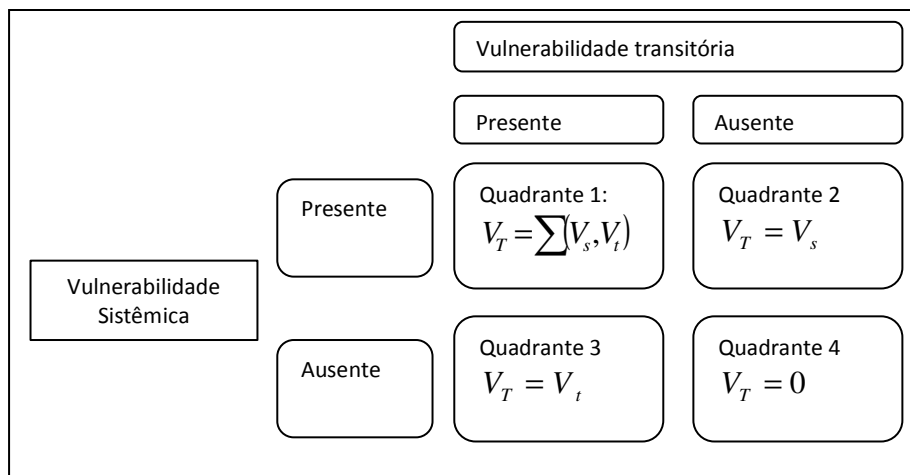 Vulnerabilidade transitória
Presente
Ausente
Presente
Quadrante 1:
V_T = ∑(V_s, V_t)
Quadrante 2
V_T = V_s
Vulnerabilidade
Sistêmica
Ausente
Quadrante 3
V_T = V_t
Quadrante 4
V_T = 0